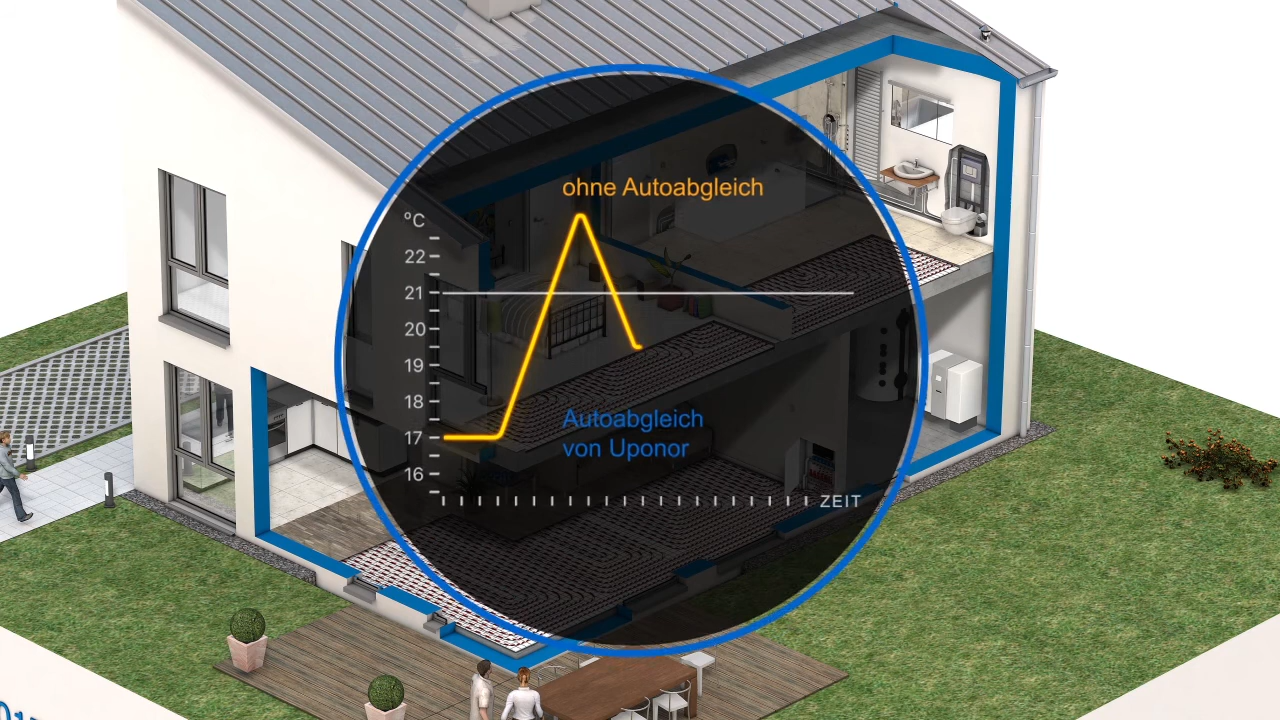 ohne Autoabgleich
°C
22
21
20
19
18
17
16
Autoabgleich
von Uponor
ZEIT